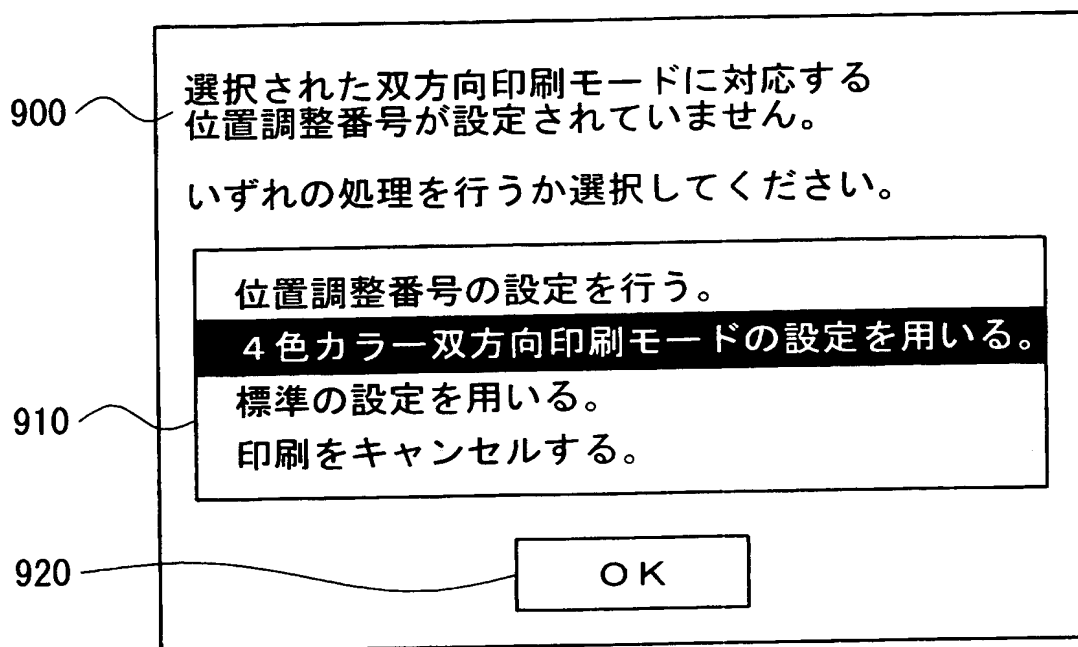 900
選択された双方向印刷モードに対応する
位置調整番号が設定されていません。
いずれの処理を行うか選択してください。
位置調整番号の設定を行う。
4色カラー双方向印刷モードの設定を用いる。
910
標準の設定を用いる。
印刷をキャンセルする。
920
OK